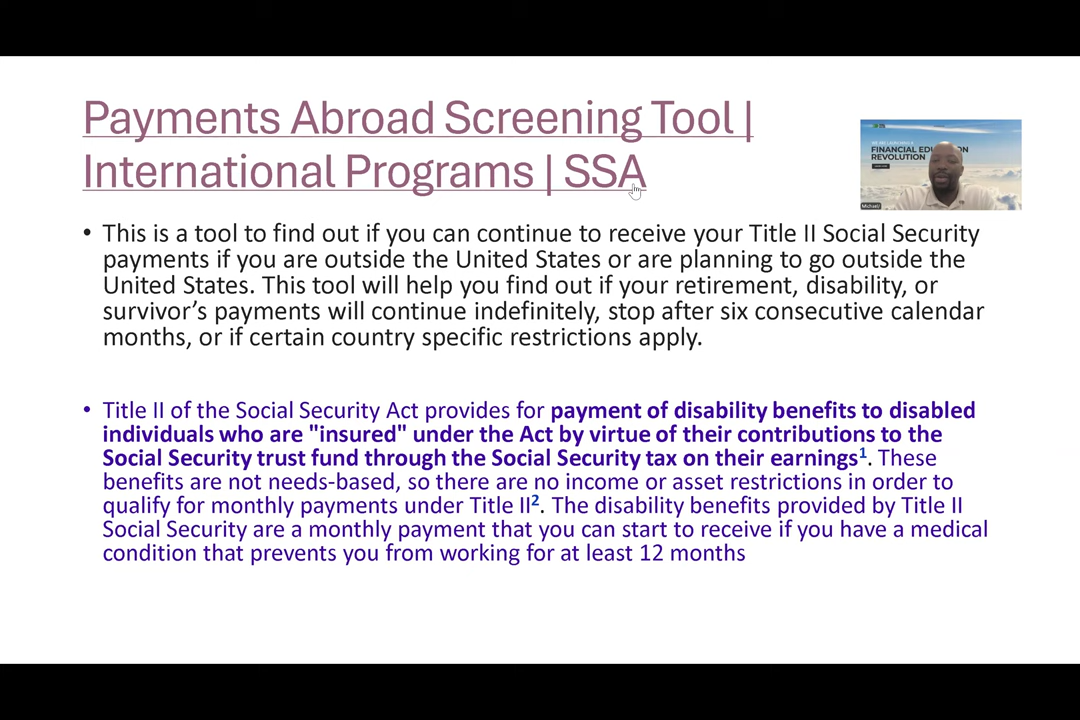 Payments Abroad Screening Tool |
International Programs | SSA
WE ARE LAUNCHING A
FINANCIAL EDUCATION
REVOLUTION
Michael
• This is a tool to find out if you can continue to receive your Title II Social Security
payments if you are outside the United States or are planning to go outside the
United States. This tool will help you find out if your retirement, disability, or
survivor’s payments will continue indefinitely, stop after six consecutive calendar
months, or if certain country specific restrictions apply.
• Title II of the Social Security Act provides for payment of disability benefits to disabled
individuals who are "insured" under the Act by virtue of their contributions to the
Social Security trust fund through the Social Security tax on their earnings¹. These
benefits are not needs-based, so there are no income or asset restrictions in order to
qualify for monthly payments under Title II². The disability benefits provided by Title II
Social Security are a monthly payment that you can start to receive if you have a medical
condition that prevents you from working for at least 12 months